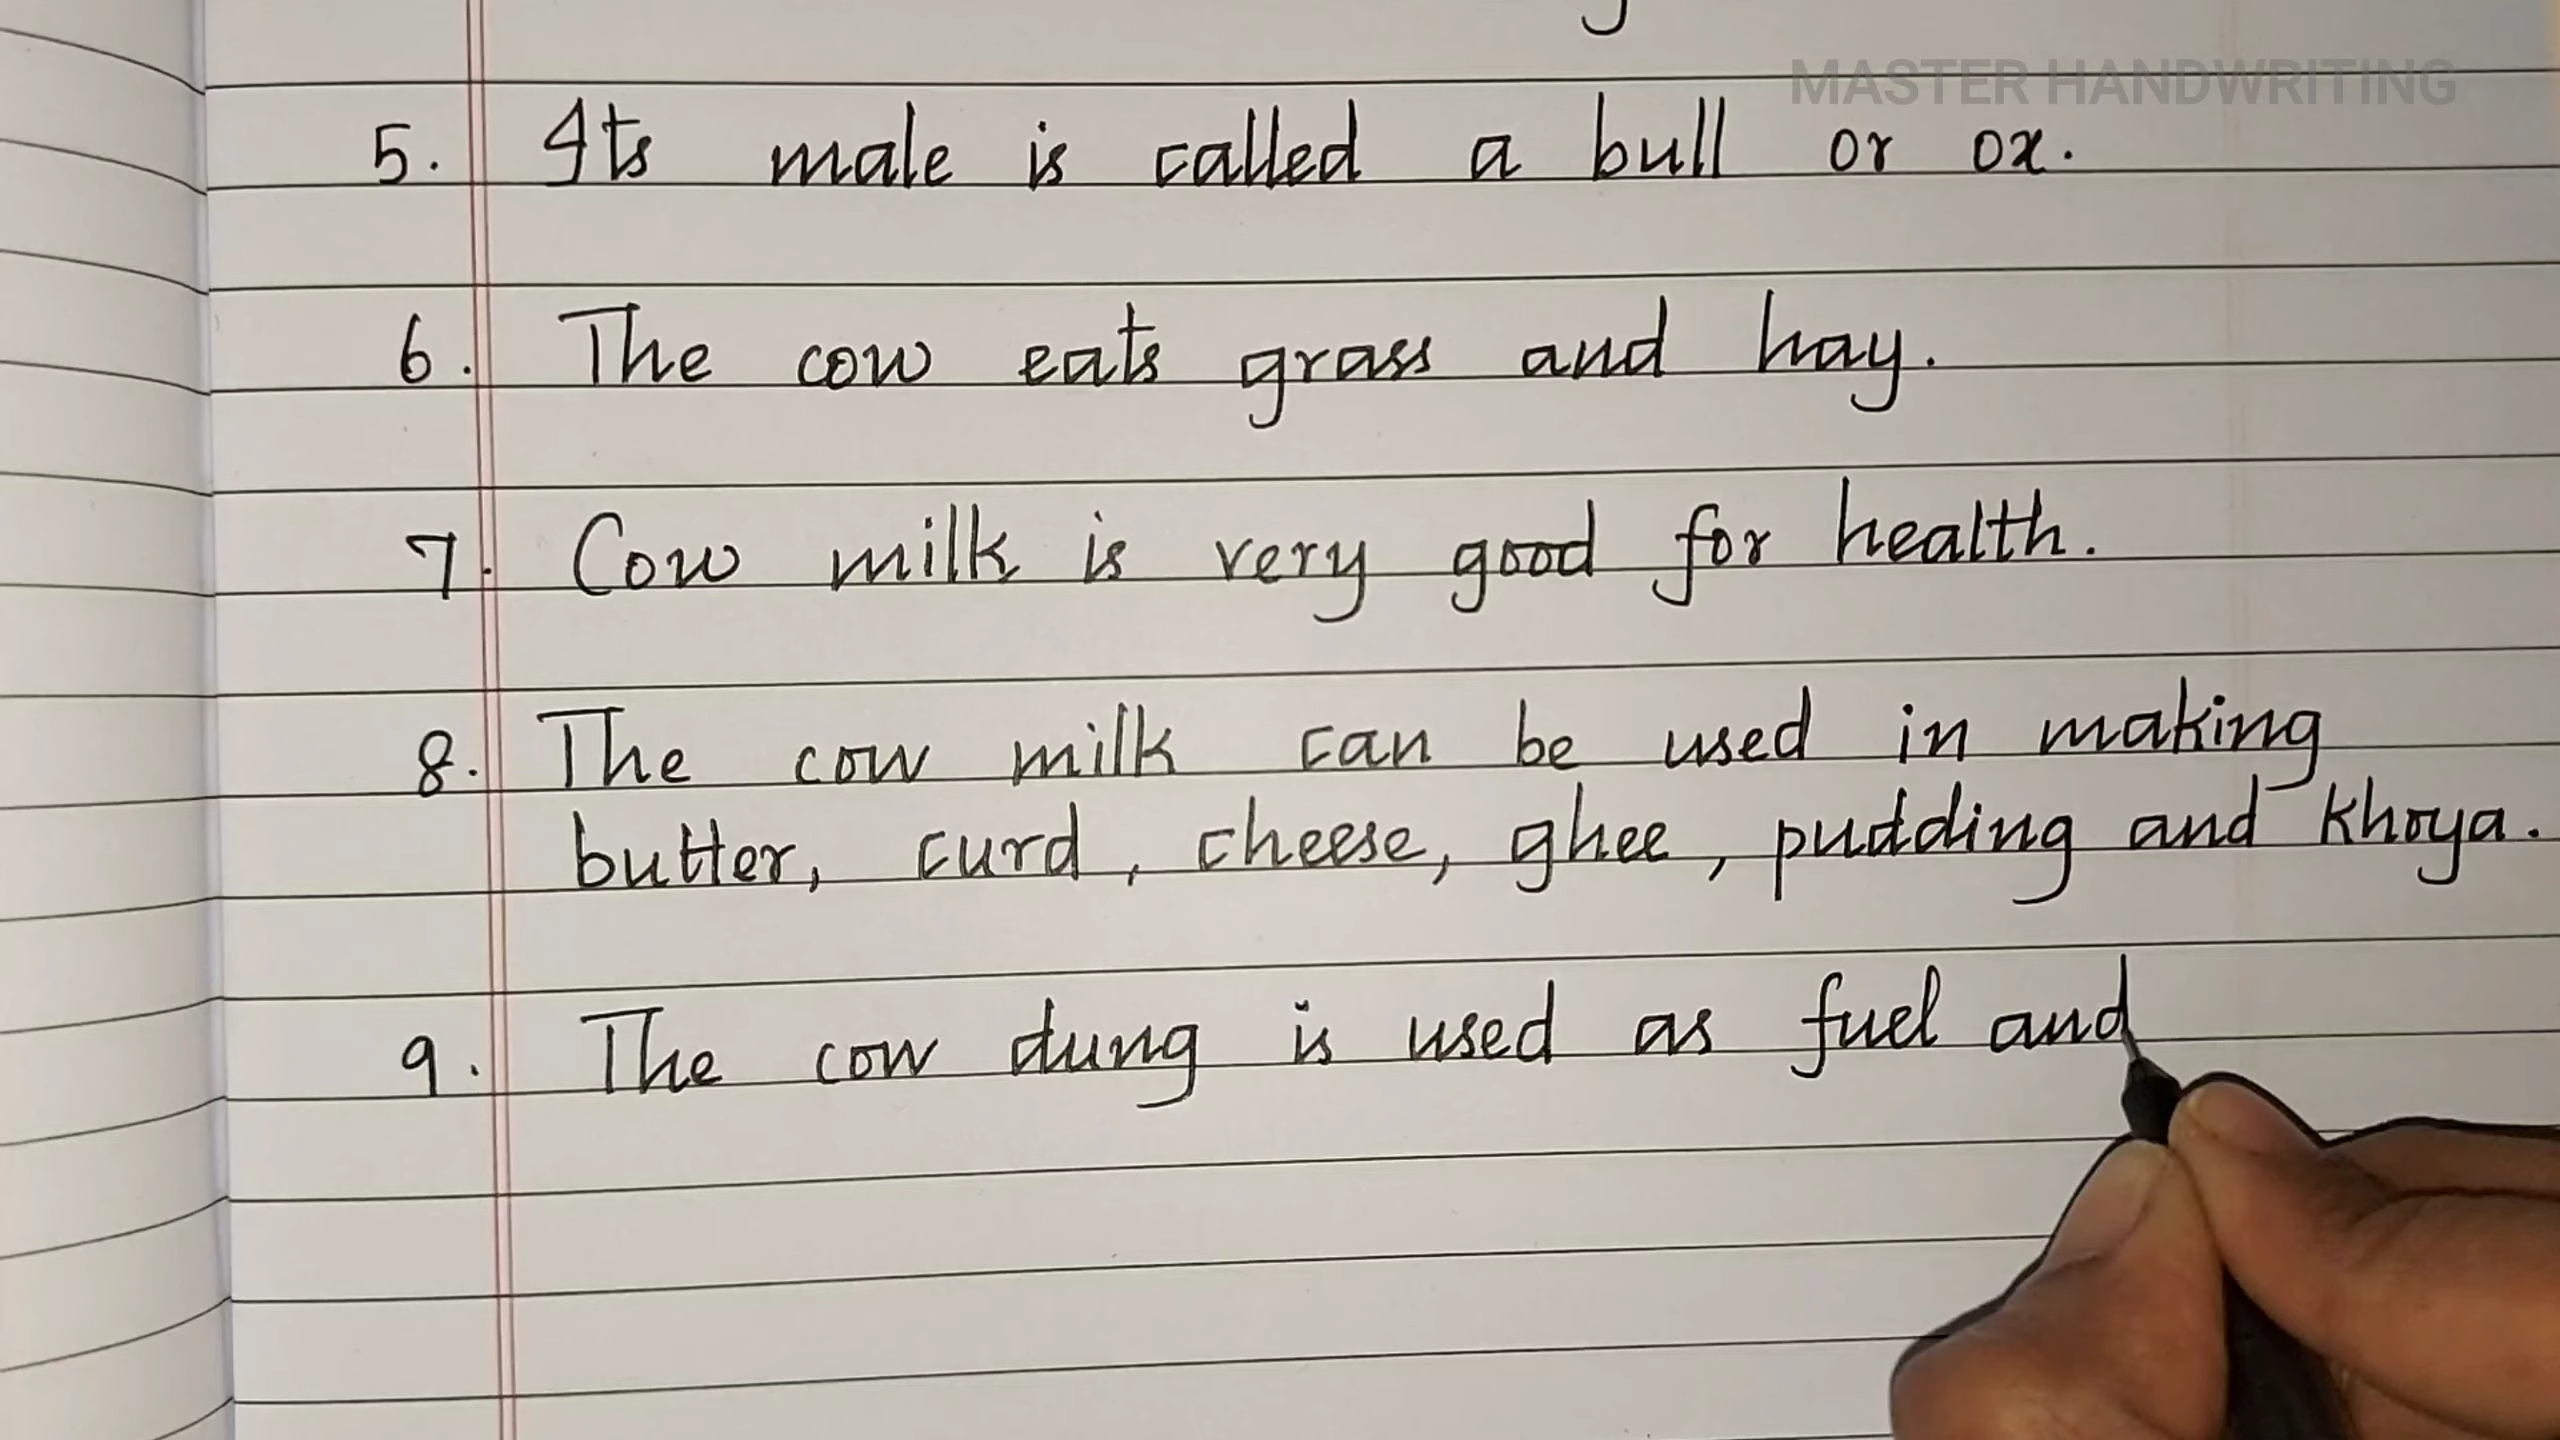 MASTER HANDWRITING
5. Its male is called a bull or ox.
6. The cow eats grass and hay.
7. Cow milk is very good for health.
8. The cow milk can be used in making
butter, curd, cheese, ghee, pudding and khoya.
9. The cow dung is used as fuel and